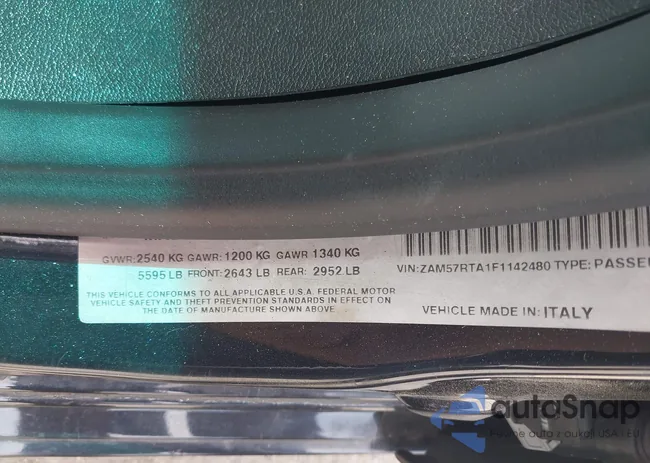 GVWR: 2540 KG GAWR: 1200 KG GAWR 1340 KG
5595 LB FRONT: 2643 LB REAR: 2952 LB
THIS VEHICLE CONFORMS TO ALL APPLICABLE U.S.A. FEDERAL MOTOR
VEHICLE SAFETY AND THEFT PREVENTION STANDARDS IN EFFECT ON
THE DATE OF MANUFACTURE SHOWN ABOVE
VIN: ZAM57RTA1F1142480 TYPE: PASSE
VEHICLE MADE IN: ITALY
autoSnap